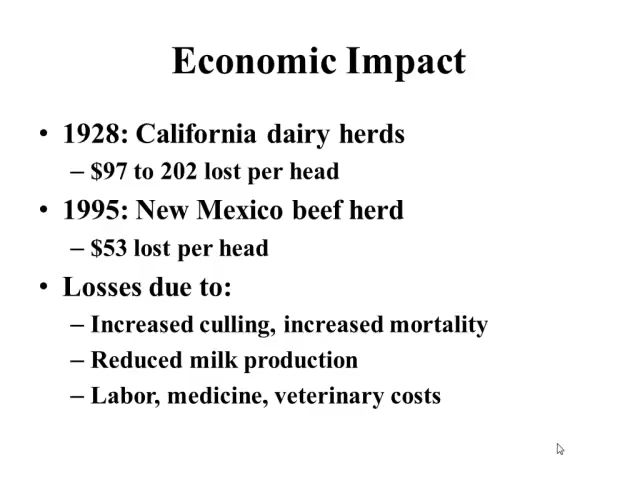 Economic Impact
• 1928: California dairy herds
– $97 to 202 lost per head
• 1995: New Mexico beef herd
– $53 lost per head
• Losses due to:
– Increased culling, increased mortality
– Reduced milk production
– Labor, medicine, veterinary costs